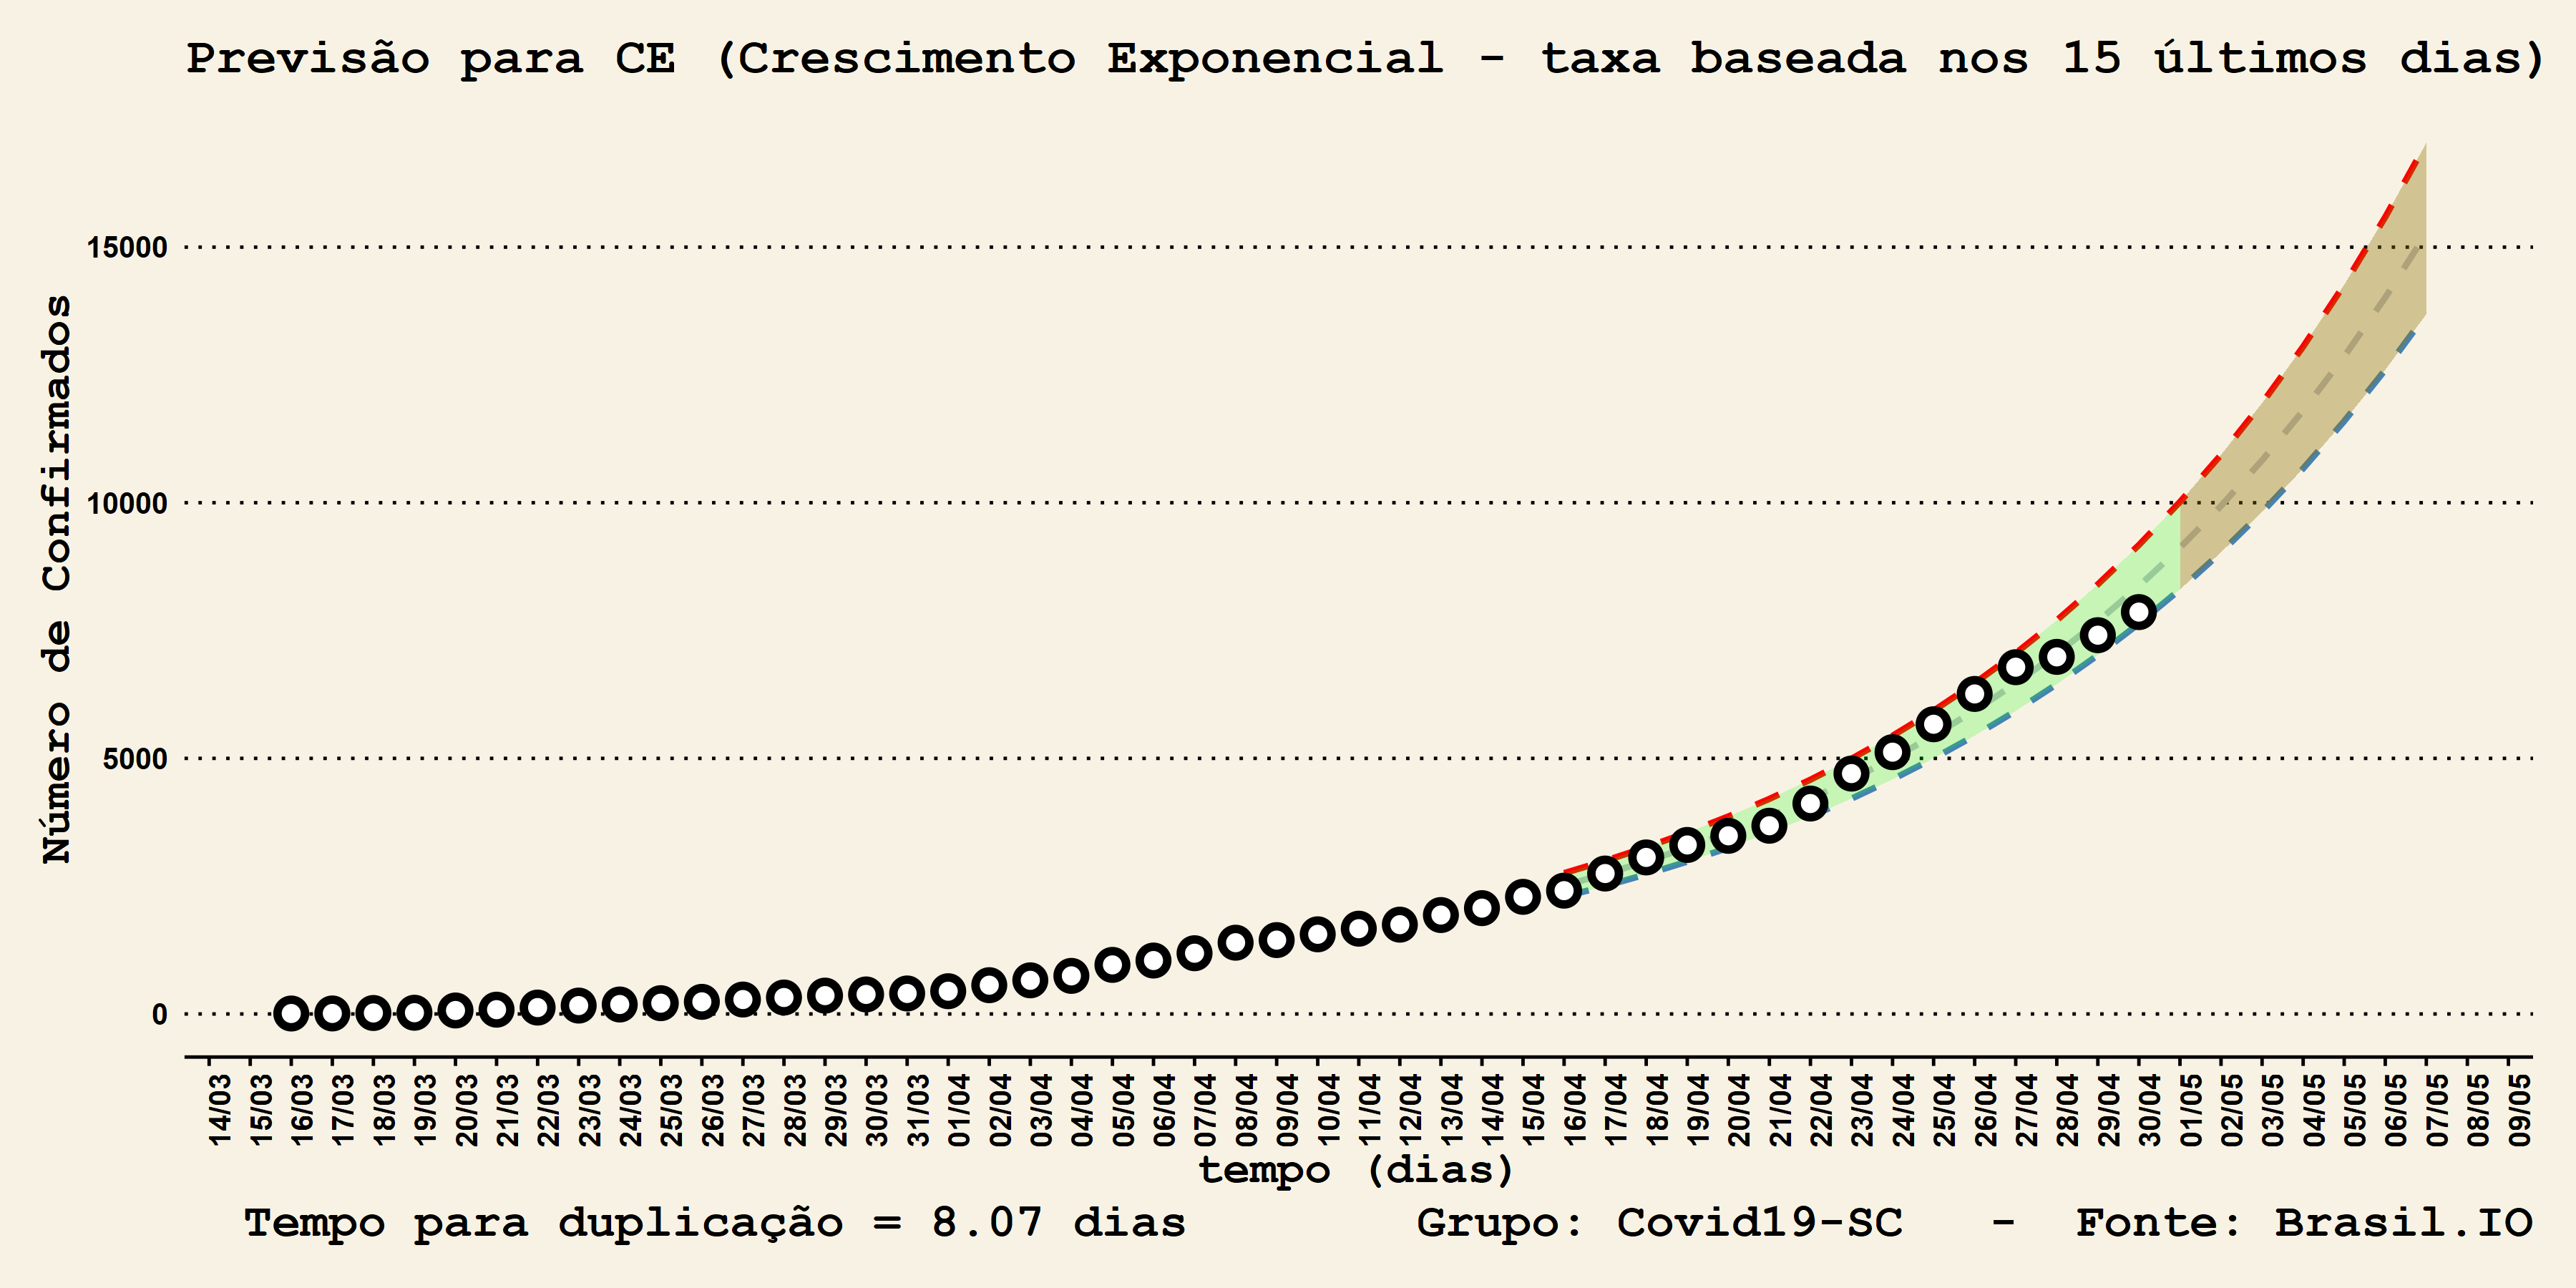 Previsão para CE (Crescimento Exponencial - taxa baseada nos 15 últimos dias)
Número de Confirmados
15000
10000
5000
0
14/03 15/03 16/03 17/03 18/03 19/03 20/03 21/03 22/03 23/03 24/03 25/03 26/03 27/03 28/03 29/03 30/03 31/03 01/04 02/04 03/04 04/04 05/04 06/04 07/04 08/04 09/04 10/04 11/04 12/04 13/04 14/04 15/04 16/04 17/04 18/04 19/04 20/04 21/04 22/04 23/04 24/04 25/04 26/04 27/04 28/04 29/04 30/04 01/05 02/05 03/05 04/05 05/05 06/05 07/05 08/05 09/05
tempo (dias)
Tempo para duplicação = 8.07 dias Grupo: Covid19-SC - Fonte: Brasil.IO